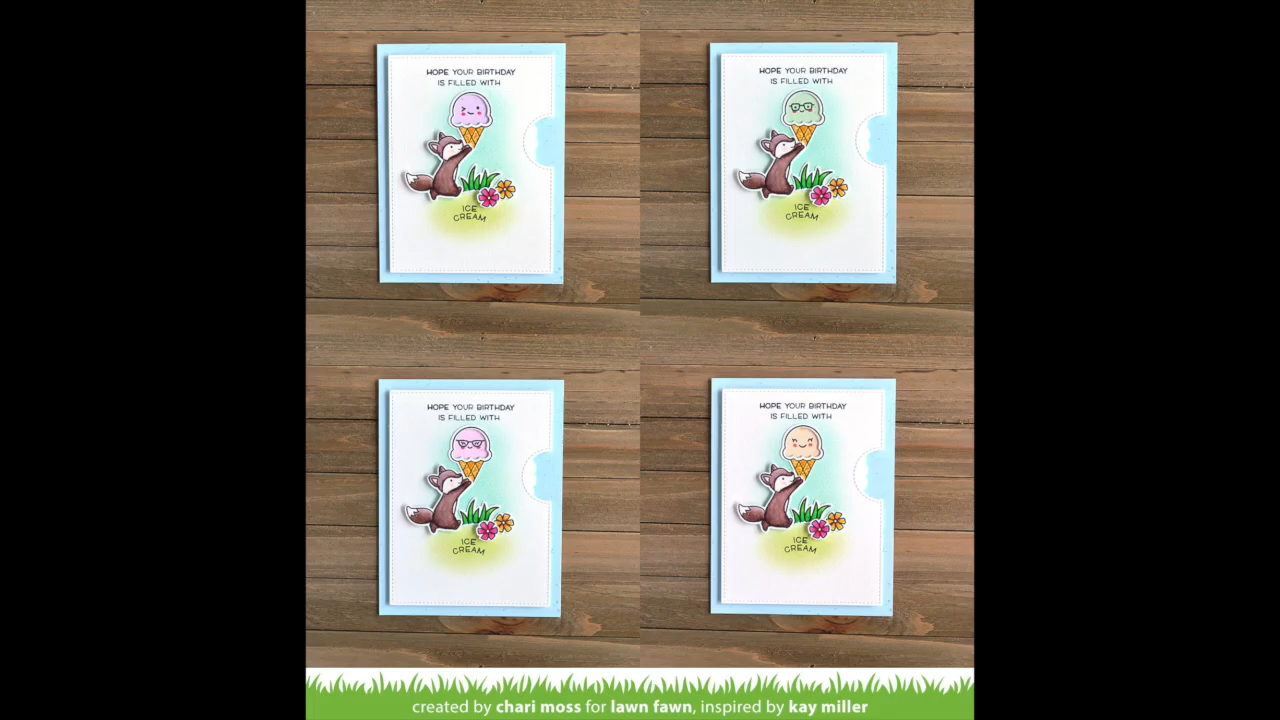 HOPE YOUR BIRTHDAY
IS FILLED WITH
ICE
CREAM
HOPE YOUR BIRTHDAY
IS FILLED WITH
ICE
CREAM
HOPE YOUR BIRTHDAY
IS FILLED WITH
ICE
CREAM
HOPE YOUR BIRTHDAY
IS FILLED WITH
ICE
CREAM
created by chari moss for lawn fawn, inspired by kay miller